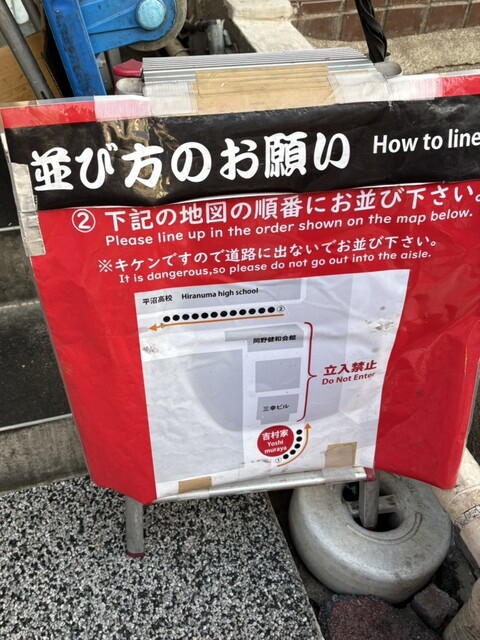 並び方のお願い How to line
② 下記の地図の順番にお並び下さい。
Please line up in the order shown on the map below.
※キケンですので道路に出ないでお並び下さい。
It is dangerous,so please do not go out into the aisle.
平沼高校 Hiranuma high school
②
岡野健和会館
立入禁止
Do Not Enter
三幸ビル
吉村家
Yoshi
muraya
①